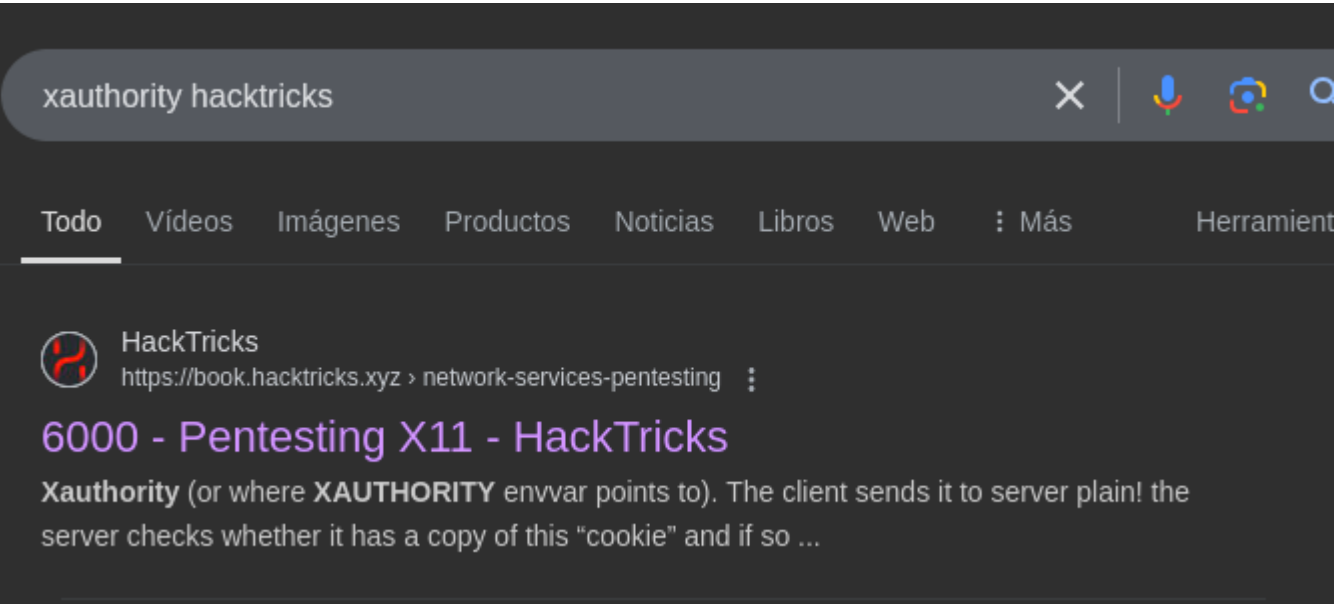 xauthority hacktricks
Todo Vídeos Imágenes Productos Noticias Libros Web Más Herramient
HackTricks
https://book.hacktricks.xyz › network-services-pentesting
6000 - Pentesting X11 - HackTricks
Xauthority (or where XAUTHORITY envvar points to). The client sends it to server plain! the
server checks whether it has a copy of this “cookie” and if so ...